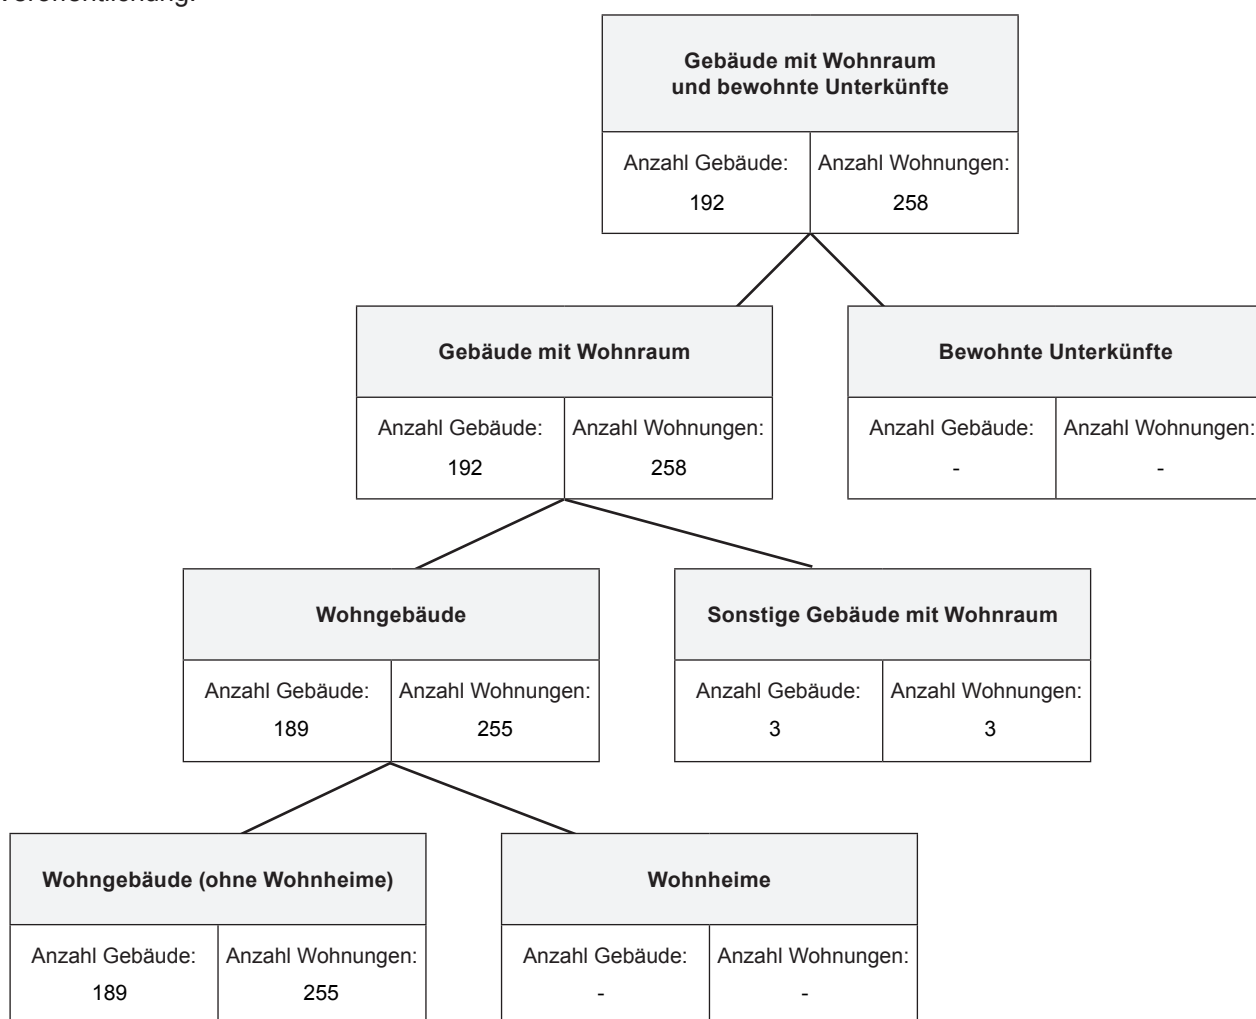 Veröffentlichung.
Gebäude mit Wohnraum
und bewohnte Unterkünfte
Anzahl Gebäude: Anzahl Wohnungen:
192 258
Gebäude mit Wohnraum Bewohnte Unterkünfte
Anzahl Gebäude: Anzahl Wohnungen: Anzahl Gebäude: Anzahl Wohnungen:
192 258 - -
Wohngebäude Sonstige Gebäude mit Wohnraum
Anzahl Gebäude: Anzahl Wohnungen: Anzahl Gebäude: Anzahl Wohnungen:
189 255 3 3
Wohngebäude (ohne Wohnheime) Wohnheime
Anzahl Gebäude: Anzahl Wohnungen: Anzahl Gebäude: Anzahl Wohnungen:
189 255 - -